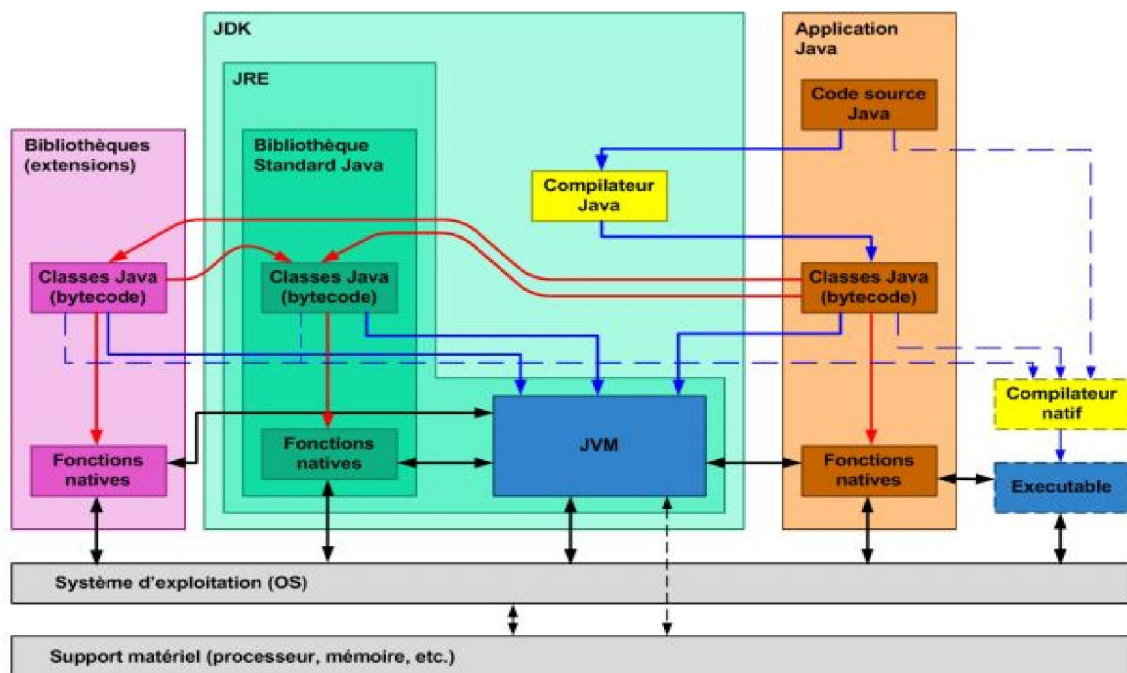 JDK
Application
Java
JRE
Code source
Java
Bibliothèques
(extensions)
Bibliothèque
Standard Java
Compilateur
Java
Classes Java
(bytecode)
Classes Java
(bytecode)
Classes Java
(bytecode)
Compilateur
natif
JVM
Fonctions
natives
Fonctions
natives
Fonctions
natives
Executable
Système d'exploitation (OS)
Support matériel (processeur, mémoire, etc.)